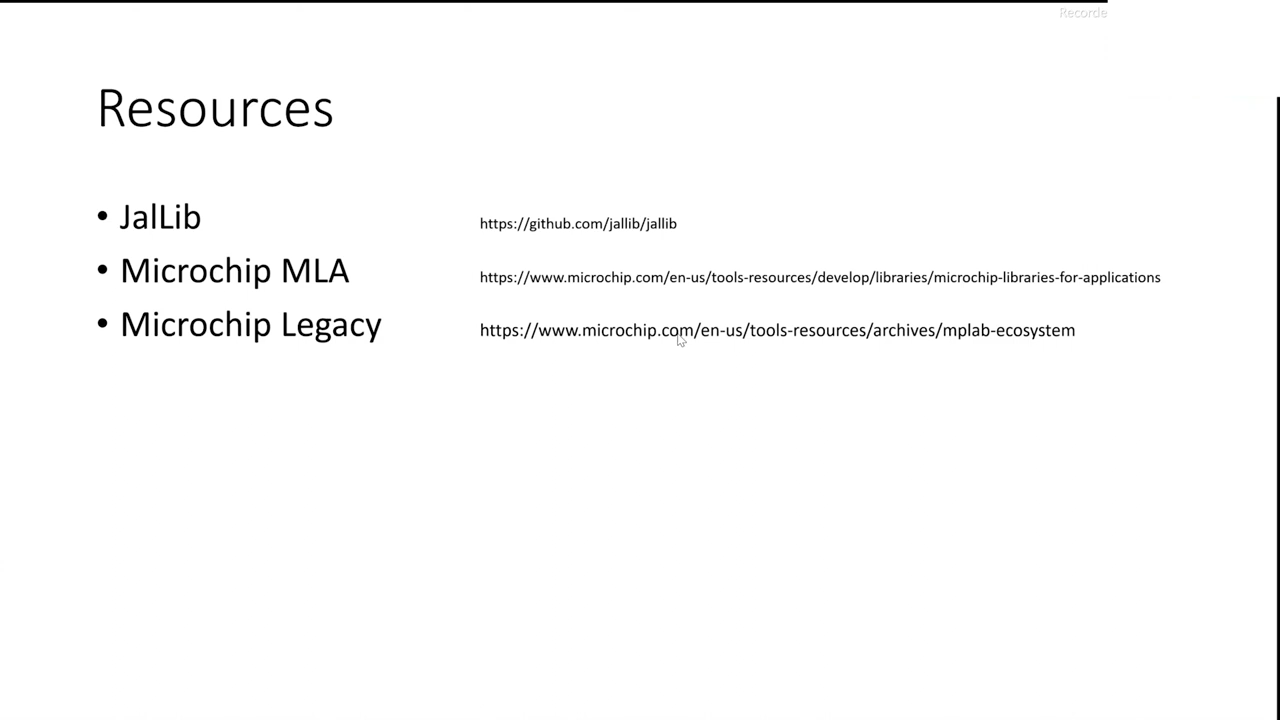 Recorde
Resources
• JalLib https://github.com/jallib/jallib
• Microchip MLA https://www.microchip.com/en-us/tools-resources/develop/libraries/microchip-libraries-for-applications
• Microchip Legacy https://www.microchip.com/en-us/tools-resources/archives/mplab-ecosystem